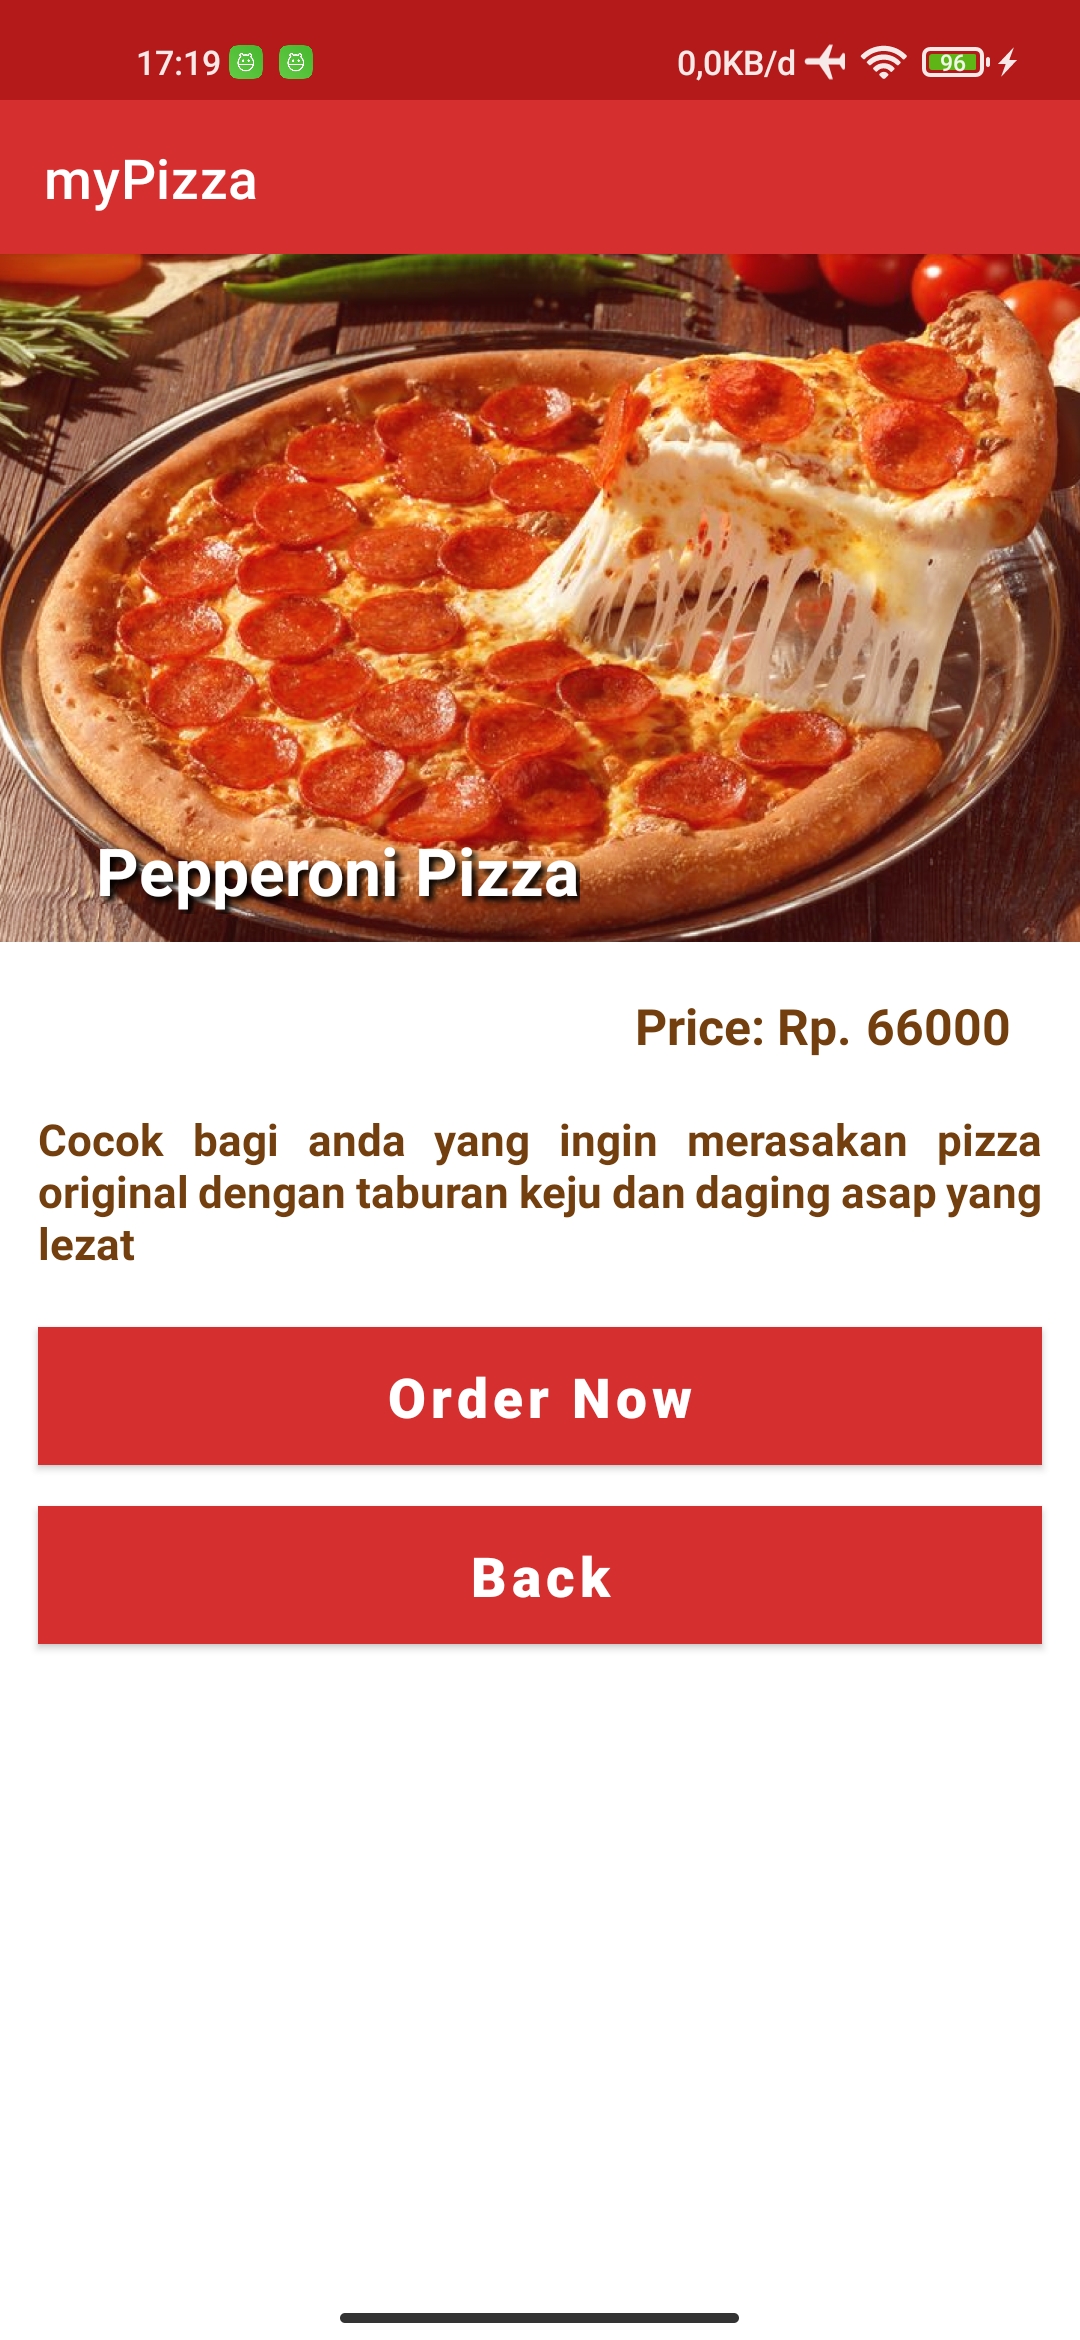 17:19 0,0KB/d 96
myPizza
Pepperoni Pizza
Price: Rp. 66000
Cocok bagi anda yang ingin merasakan pizza
original dengan taburan keju dan daging asap yang
lezat
Order Now
Back